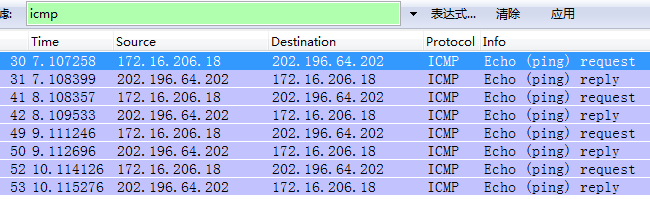 滤: icmp 表达式... 清除 应用
Time Source Destination Protocol Info
30 7.107258 172.16.206.18 202.196.64.202 ICMP Echo (ping) request
31 7.108399 202.196.64.202 172.16.206.18 ICMP Echo (ping) reply
41 8.108357 172.16.206.18 202.196.64.202 ICMP Echo (ping) request
42 8.109533 202.196.64.202 172.16.206.18 ICMP Echo (ping) reply
49 9.111246 172.16.206.18 202.196.64.202 ICMP Echo (ping) request
50 9.112696 202.196.64.202 172.16.206.18 ICMP Echo (ping) reply
52 10.114126 172.16.206.18 202.196.64.202 ICMP Echo (ping) request
53 10.115276 202.196.64.202 172.16.206.18 ICMP Echo (ping) reply